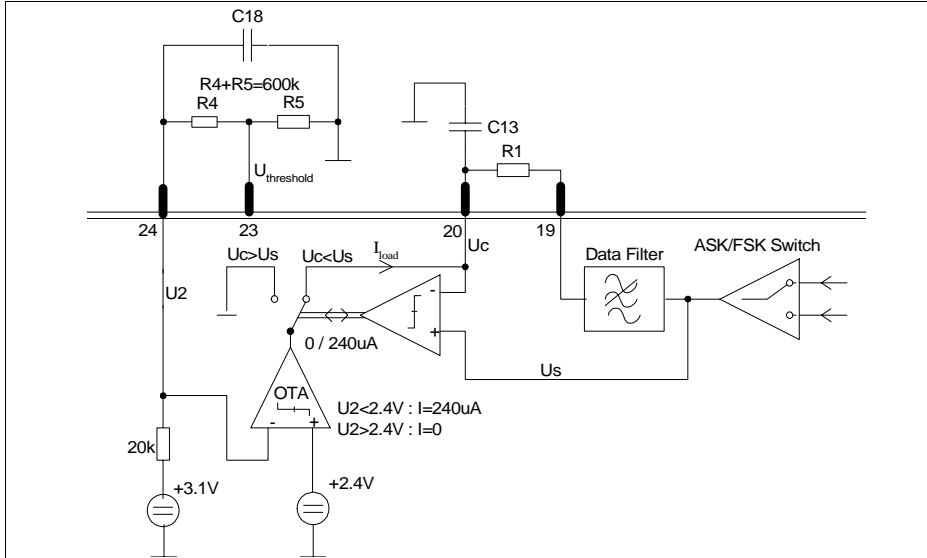 C18
R4+R5=600k
R4
R5
C13
R1
Uthreshold
24
23
20
19
Uc
ASK/FSK Switch
Uc>Us
Uc<Us
Iload
Data Filter
U2
-
+
-
-
0 / 240uA
Us
OTA
-
+
U2<2.4V : I=240uA
U2>2.4V : I=0
20k
+3.1V
+2.4V